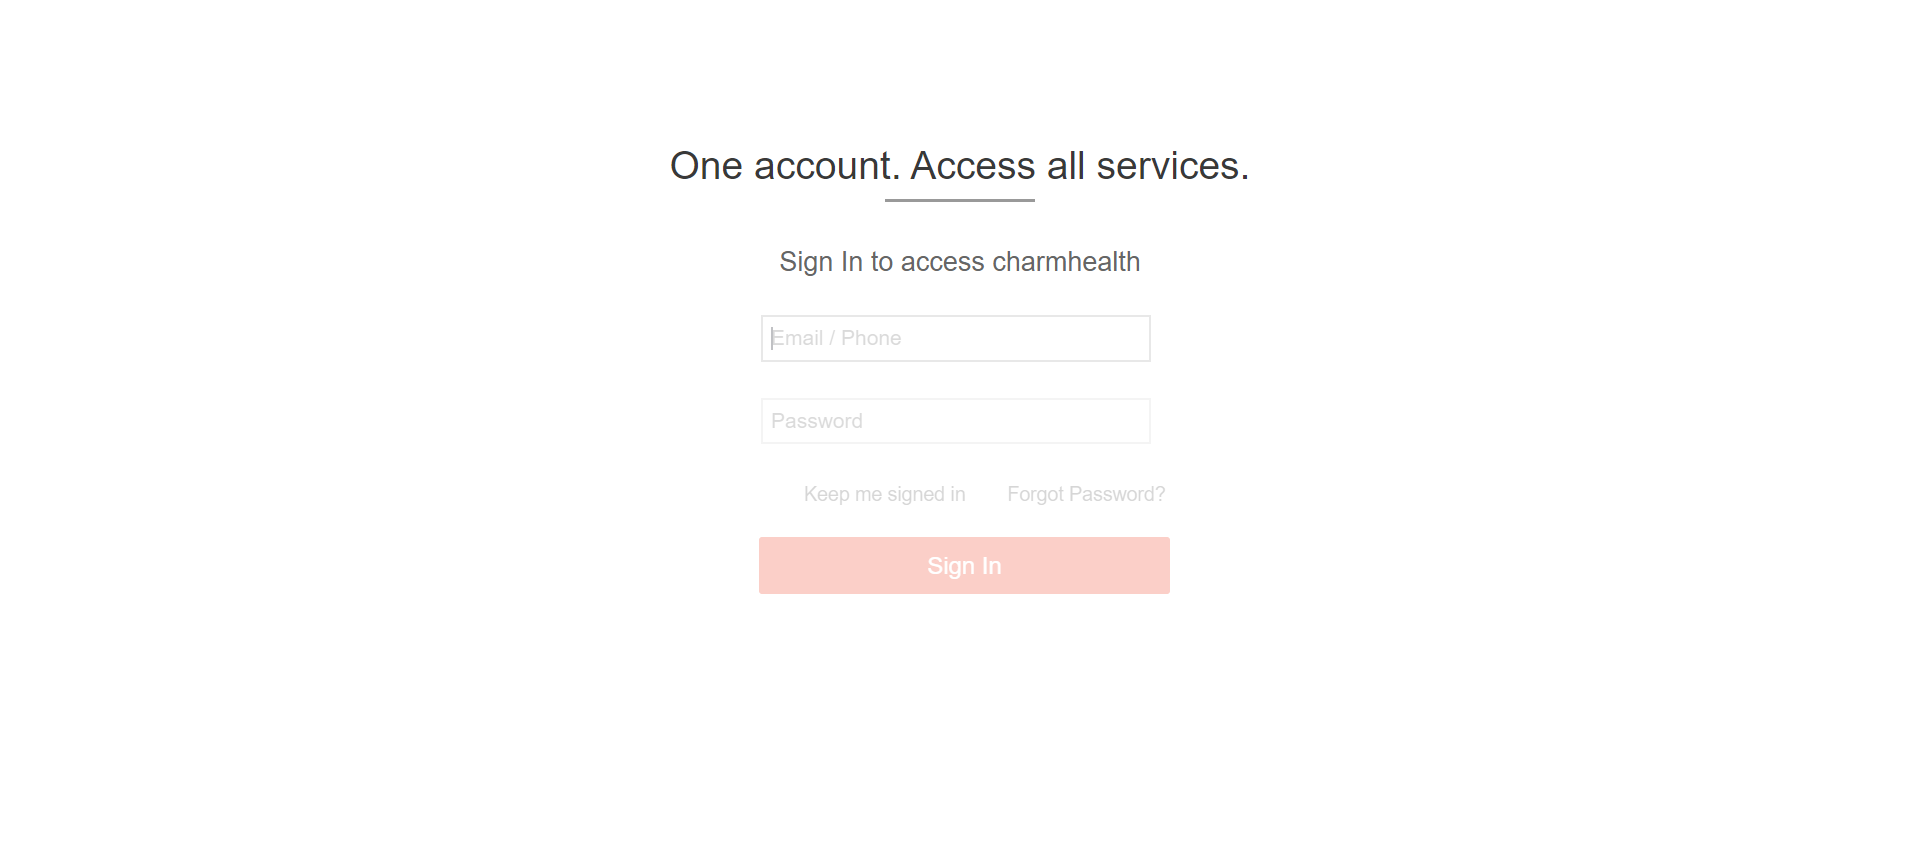 One account. Access all services.
Sign In to access charmhealth
Email / Phone
Password
Keep me signed in Forgot Password?
Sign In